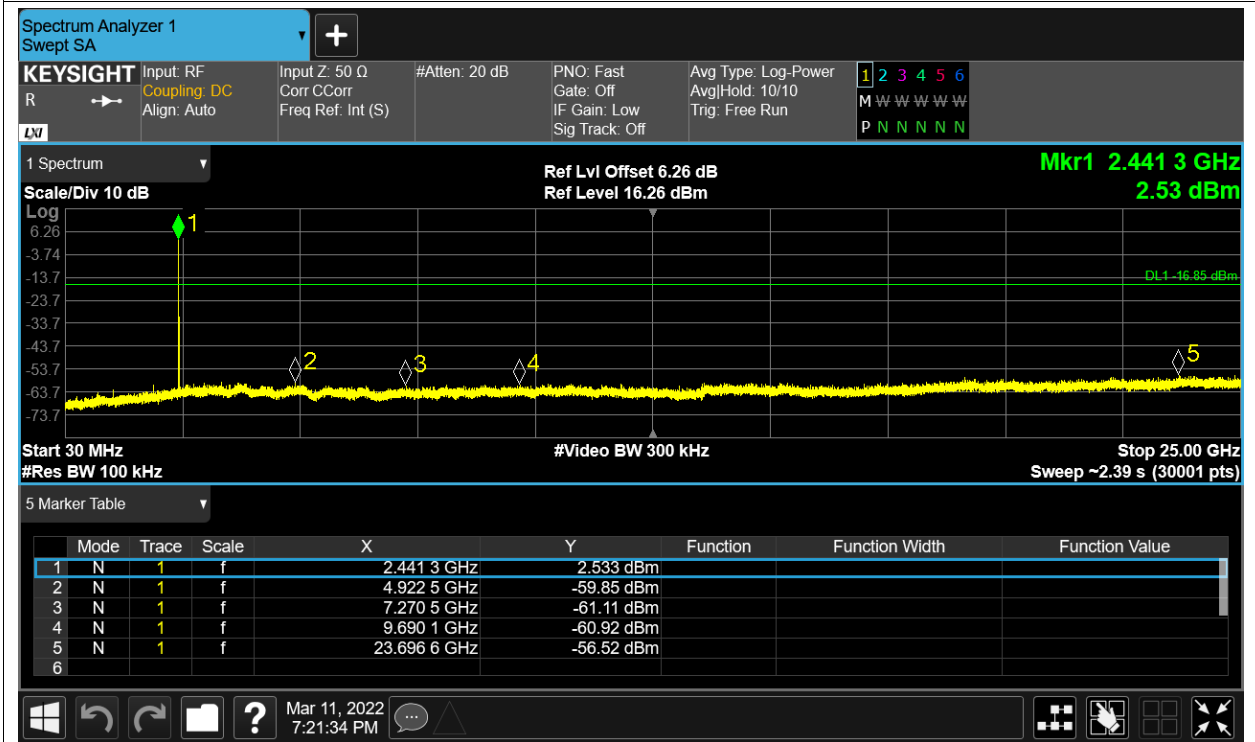 Spectrum Analyzer 1
Swept SA
+
KEYSIGHT
R
LXI
Input: RF
Coupling: DC
Align: Auto
Input Z: 50 Ω
Corr CCorr
Freq Ref: Int (S)
#Atten: 20 dB
PNO: Fast
Gate: Off
IF Gain: Low
Sig Track: Off
Avg Type: Log-Power
Avg|Hold: 10/10
Trig: Free Run
1 2 3 4 5 6
M W W W W W
P N N N N N
1 Spectrum
Scale/Div 10 dB
Ref Lvl Offset 6.26 dB
Ref Level 16.26 dBm
Mkr1 2.441 3 GHz
2.53 dBm
Log
6.26
-3.74
-13.7
-23.7
-33.7
-43.7
-53.7
-63.7
-73.7
1
2
3
4
5
DL1 -16.85 dBm
Start 30 MHz
#Res BW 100 kHz
#Video BW 300 kHz
Stop 25.00 GHz
Sweep ~2.39 s (30001 pts)
5 Marker Table
Mode Trace Scale X Y Function Function Width Function Value
1 N 1 f 2.441 3 GHz 2.533 dBm
2 N 1 f 4.922 5 GHz -59.85 dBm
3 N 1 f 7.270 5 GHz -61.11 dBm
4 N 1 f 9.690 1 GHz -60.92 dBm
5 N 1 f 23.696 6 GHz -56.52 dBm
6
?
Mar 11, 2022
7:21:34 PM